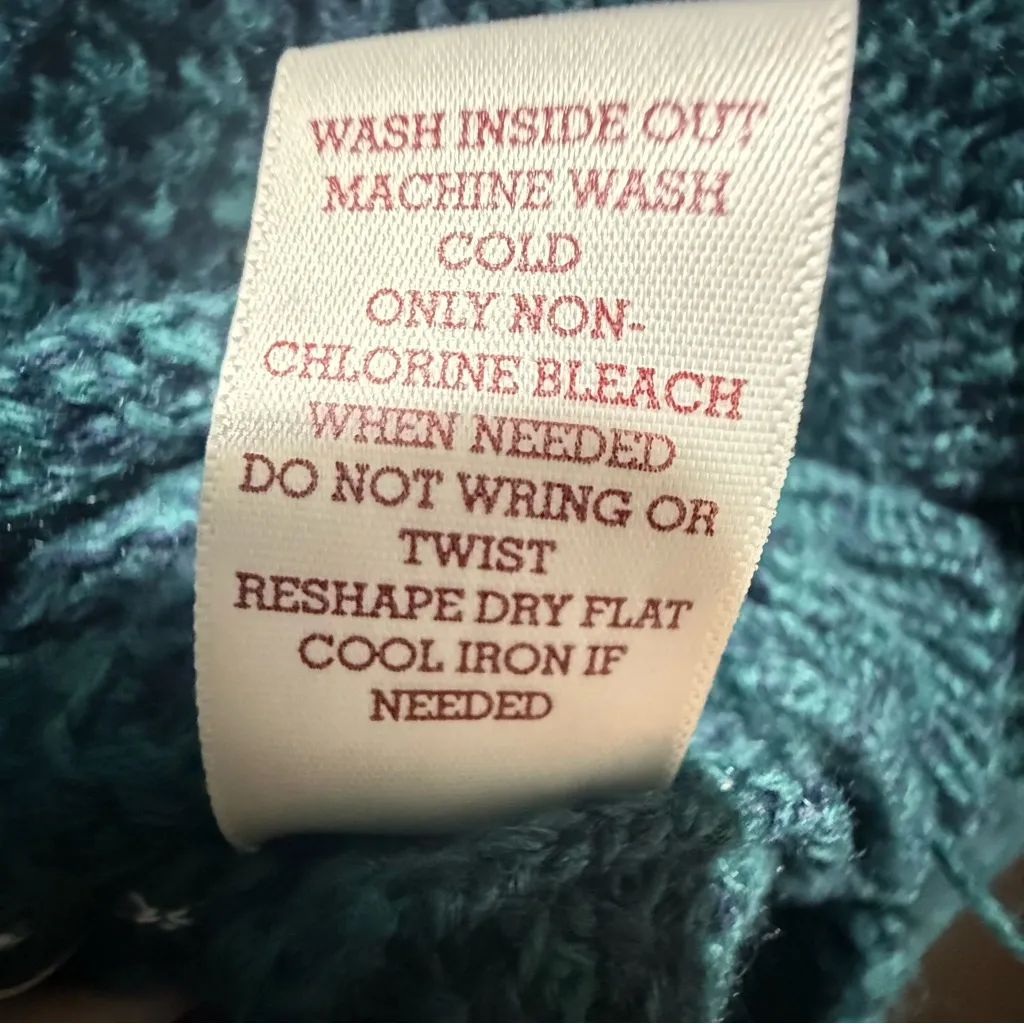 WASH INSIDE OUT
MACHINE WASH
COLD
ONLY NON-
CHLORINE BLEACH
WHEN NEEDED
DO NOT WRING OR
TWIST
RESHAPE DRY FLAT
COOL IRON IF
NEEDED